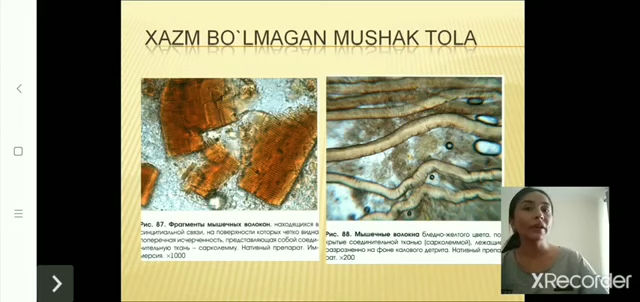 XAZM BO`LMAGAN MUSHAK TOLA
Рис. 87. Фрагменты мышечных волокон, находящихся в
синцитиальной связи, на поверхности которых четко видна
поперечная исчерченность, представляющая собой соедини-
нительную ткань – сарколемму. Нативный препарат. Им-
мерсия. ×1000
Рис. 88. Мышечные волокна бледно-желтого цвета, по-
крытые соединительной тканью (сарколеммой), лежащие
разрозненно на фоне калового детрита. Нативный препа-
рат. ×200
XRecorder